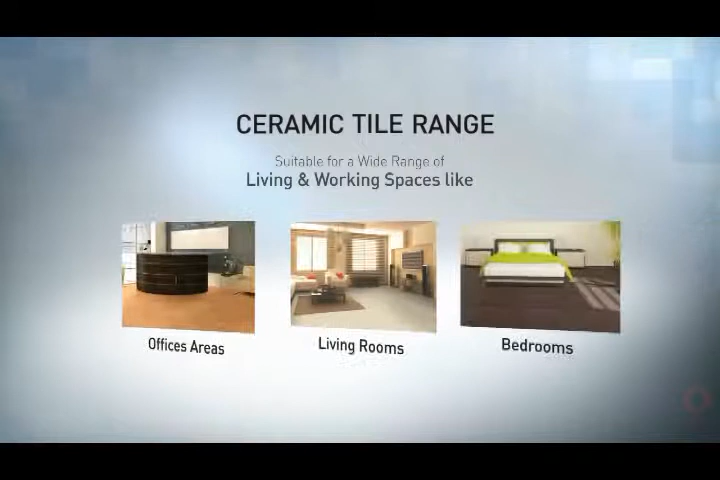 CERAMIC TILE RANGE
Suitable for a Wide Range of
Living & Working Spaces like
Offices Areas
Living Rooms
Bedrooms